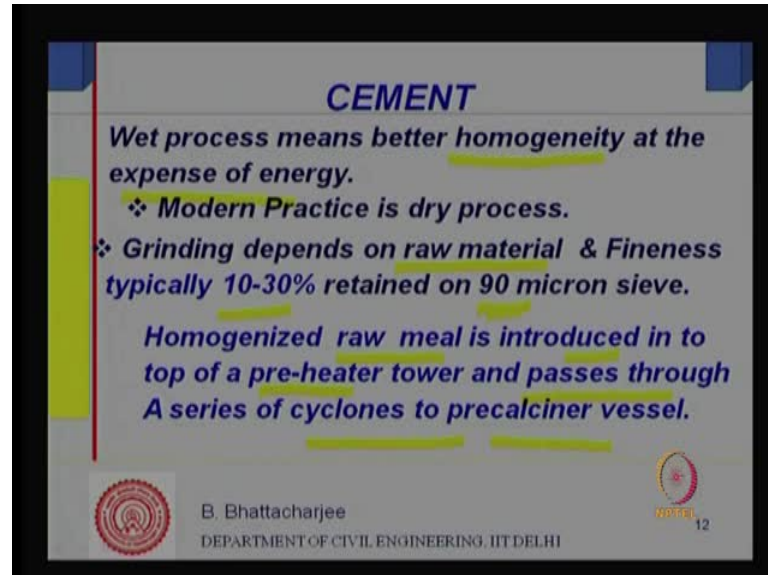 CEMENT
Wet process means better homogeneity at the
expense of energy.
❖ Modern Practice is dry process.
❖ Grinding depends on raw material & Fineness
typically 10-30% retained on 90 micron sieve.
Homogenized raw meal is introduced in to
top of a pre-heater tower and passes through
A series of cyclones to precalciner vessel.
B. Bhattacharjee
DEPARTMENT OF CIVIL ENGINEERING, IIT DELHI
NPTEL
12